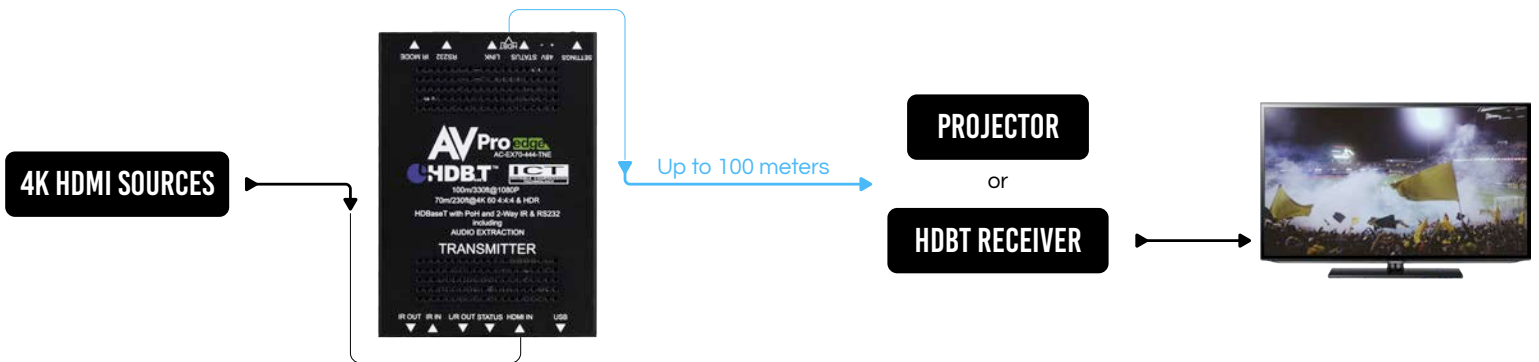 IR MODE RS232 LINK HDBT STATUS 48V SETTINGS
4K HDMI SOURCES
AVPro edge
AC-EX70-444-TNE
HDBT™ ICT
100m/330ft@1080P
70m/230ft@4K 60 4:4:4 & HDR
HDBaseT with PoH and 2-Way IR & RS232
including
AUDIO EXTRACTION
TRANSMITTER
IR OUT IR IN L/R OUT STATUS HDMI IN USB
Up to 100 meters
PROJECTOR
or
HDBT RECEIVER